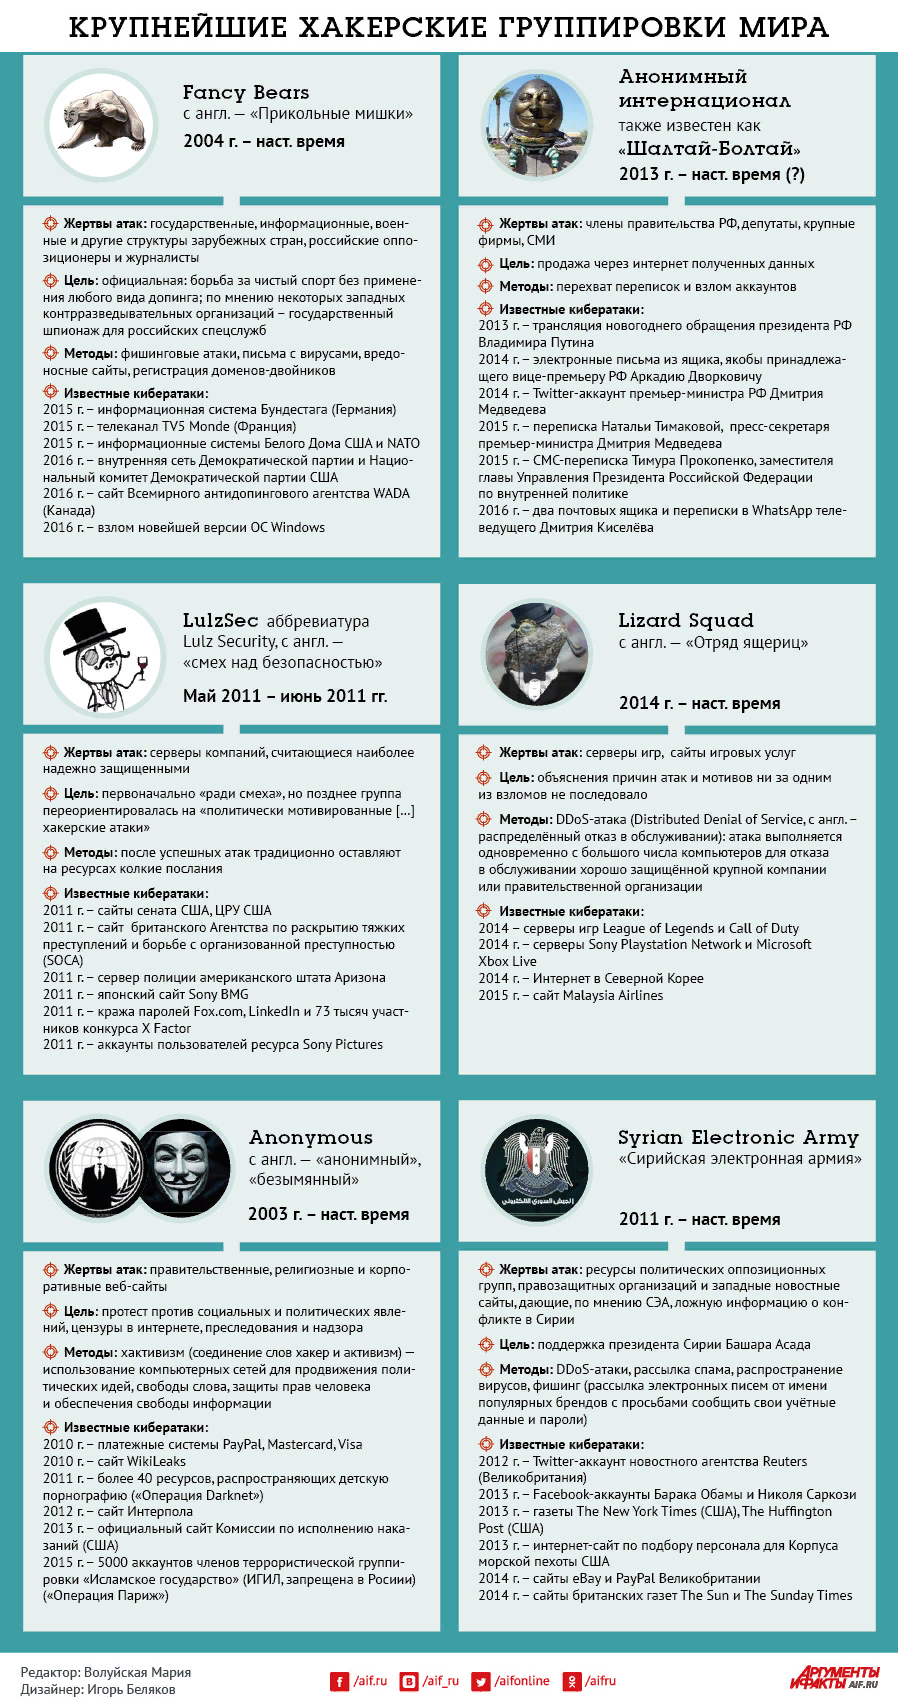 КРУПНЕЙШИЕ ХАКЕРСКИЕ ГРУППИРОВКИ МИРА
Fancy Bears
с англ. – «Прикольные мишки»
2004 г. – наст. время
Жертвы атак: государственные, информационные, воен-
ные и другие структуры зарубежных стран, российские оппо-
зиционеры и журналисты
Цель: официальная: борьба за чистый спорт без примене-
ния любого вида допинга; по мнению некоторых западных
контрразведывательных организаций – государственный
шпионаж для российских спецслужб
Методы: фишинговые атаки, письма с вирусами, вредо-
носные сайты, регистрация доменов-двойников
Известные кибератаки:
2015 г. – информационная система Бундестага (Германия)
2015 г. – телеканал TV5 Monde (Франция)
2015 г. – информационные системы Белого Дома США и NATO
2016 г. – внутренняя сеть Демократической партии и Нацио-
нальный комитет Демократической партии США
2016 г. – сайт Всемирного антидопингового агентства WADA
(Канада)
2016 г. – взлом новейшей версии ОС Windows
Анонимный
интернационал
также известен как
«Шалтай-Болтай»
2013 г. – наст. время (?)
Жертвы атак: члены правительства РФ, депутаты, крупные
фирмы, СМИ
Цель: продажа через интернет полученных данных
Методы: перехват переписок и взлом аккаунтов
Известные кибератаки:
2013 г. – трансляция новогоднего обращения президента РФ
Владимира Путина
2014 г. – электронные письма из ящика, якобы принадлежа-
щего вице-премьеру РФ Аркадию Дворковичу
2014 г. – Twitter-аккаунт премьер-министра РФ Дмитрия
Медведева
2015 г. – переписка Натальи Тимаковой, пресс-секретаря
премьер-министра Дмитрия Медведева
2015 г. – СМС-переписка Тимура Прокопенко, заместителя
главы Управления Президента Российской Федерации
по внутренней политике
2016 г. – два почтовых ящика и переписки в WhatsApp теле-
ведущего Дмитрия Киселёва
LulzSec аббревиатура
Lulz Security, с англ. –
«смех над безопасностью»
Май 2011 – июнь 2011 гг.
Жертвы атак: серверы компаний, считающиеся наиболее
надежно защищенными
Цель: первоначально «ради смеха», но позднее группа
переориентировалась на «политически мотивированные [...]
хакерские атаки»
Методы: после успешных атак традиционно оставляют
на ресурсах колкие послания
Известные кибератаки:
2011 г. – сайты сената США, ЦРУ США
2011 г. – сайт британского Агентства по раскрытию тяжких
преступлений и борьбе с организованной преступностью
(SOCA)
2011 г. – сервер полиции американского штата Аризона
2011 г. – японский сайт Sony BMG
2011 г. – кража паролей Fox.com, LinkedIn и 73 тысяч участ-
ников конкурса X Factor
2011 г. – аккаунты пользователей ресурса Sony Pictures
Lizard Squad
с англ. – «Отряд ящериц»
2014 г. – наст. время
Жертвы атак: серверы игр, сайты игровых услуг
Цель: объяснения причин атак и мотивов ни за одним
из взломов не последовало
Методы: DDoS-атака (Distributed Denial of Service, с англ. –
распределённый отказ в обслуживании): атака выполняется
одновременно с большого числа компьютеров для отказа
в обслуживании хорошо защищённой крупной компании
или правительственной организации
Известные кибератаки:
2014 – серверы игр League of Legends и Call of Duty
2014 г. – серверы Sony Playstation Network и Microsoft
Xbox Live
2014 г. – Интернет в Северной Корее
2015 г. – сайт Malaysia Airlines
Anonymous
с англ. – «анонимный»,
«безымянный»
2003 г. – наст. время
Жертвы атак: правительственные, религиозные и корпо-
ративные веб-сайты
Цель: протест против социальных и политических явле-
ний, цензуры в интернете, преследования и надзора
Методы: хактивизм (соединение слов хакер и активизм) —
использование компьютерных сетей для продвижения поли-
тических идей, свободы слова, защиты прав человека
и обеспечения свободы информации
Известные кибератаки:
2010 г. – платежные системы PayPal, Mastercard, Visa
2010 г. – сайт WikiLeaks
2011 г. – более 40 ресурсов, распространяющих детскую
порнографию («Операция Darknet»)
2012 г. – сайт Интерпола
2013 г. – официальный сайт Комиссии по исполнению нака-
заний (США)
2015 г. – 5000 аккаунтов членов террористической группи-
ровки «Исламское государство» (ИГИЛ, запрещена в Росиии)
(«Операция Париж»)
الجيش السوري الالكتروني
Syrian Electronic Army
«Сирийская электронная армия»
2011 г. – наст. время
Жертвы атак: ресурсы политических оппозиционных
групп, правозащитных организаций и западные новостные
сайты, дающие, по мнению СЭА, ложную информацию о кон-
фликте в Сирии
Цель: поддержка президента Сирии Башара Асада
Методы: DDoS-атаки, рассылка спама, распространение
вирусов, фишинг (рассылка электронных писем от имени
популярных брендов с просьбами сообщить свои учётные
данные и пароли)
Известные кибератаки:
2012 г. – Twitter-аккаунт новостного агентства Reuters
(Великобритания)
2013 г. – Facebook-аккаунты Барака Обамы и Николя Саркози
2013 г. – газеты The New York Times (США), The Huffington
Post (США)
2013 г. – интернет-сайт по подбору персонала для Корпуса
морской пехоты США
2014 г. – сайты eBay и PayPal Великобритании
2014 г. – сайты британских газет The Sun и The Sunday Times
Редактор: Волуйская Мария
Дизайнер: Игорь Беляков
/aif.ru /aif_ru /aifonline /aifru
АРГУМЕНТЫ
И ФАКТЫ AIF.RU